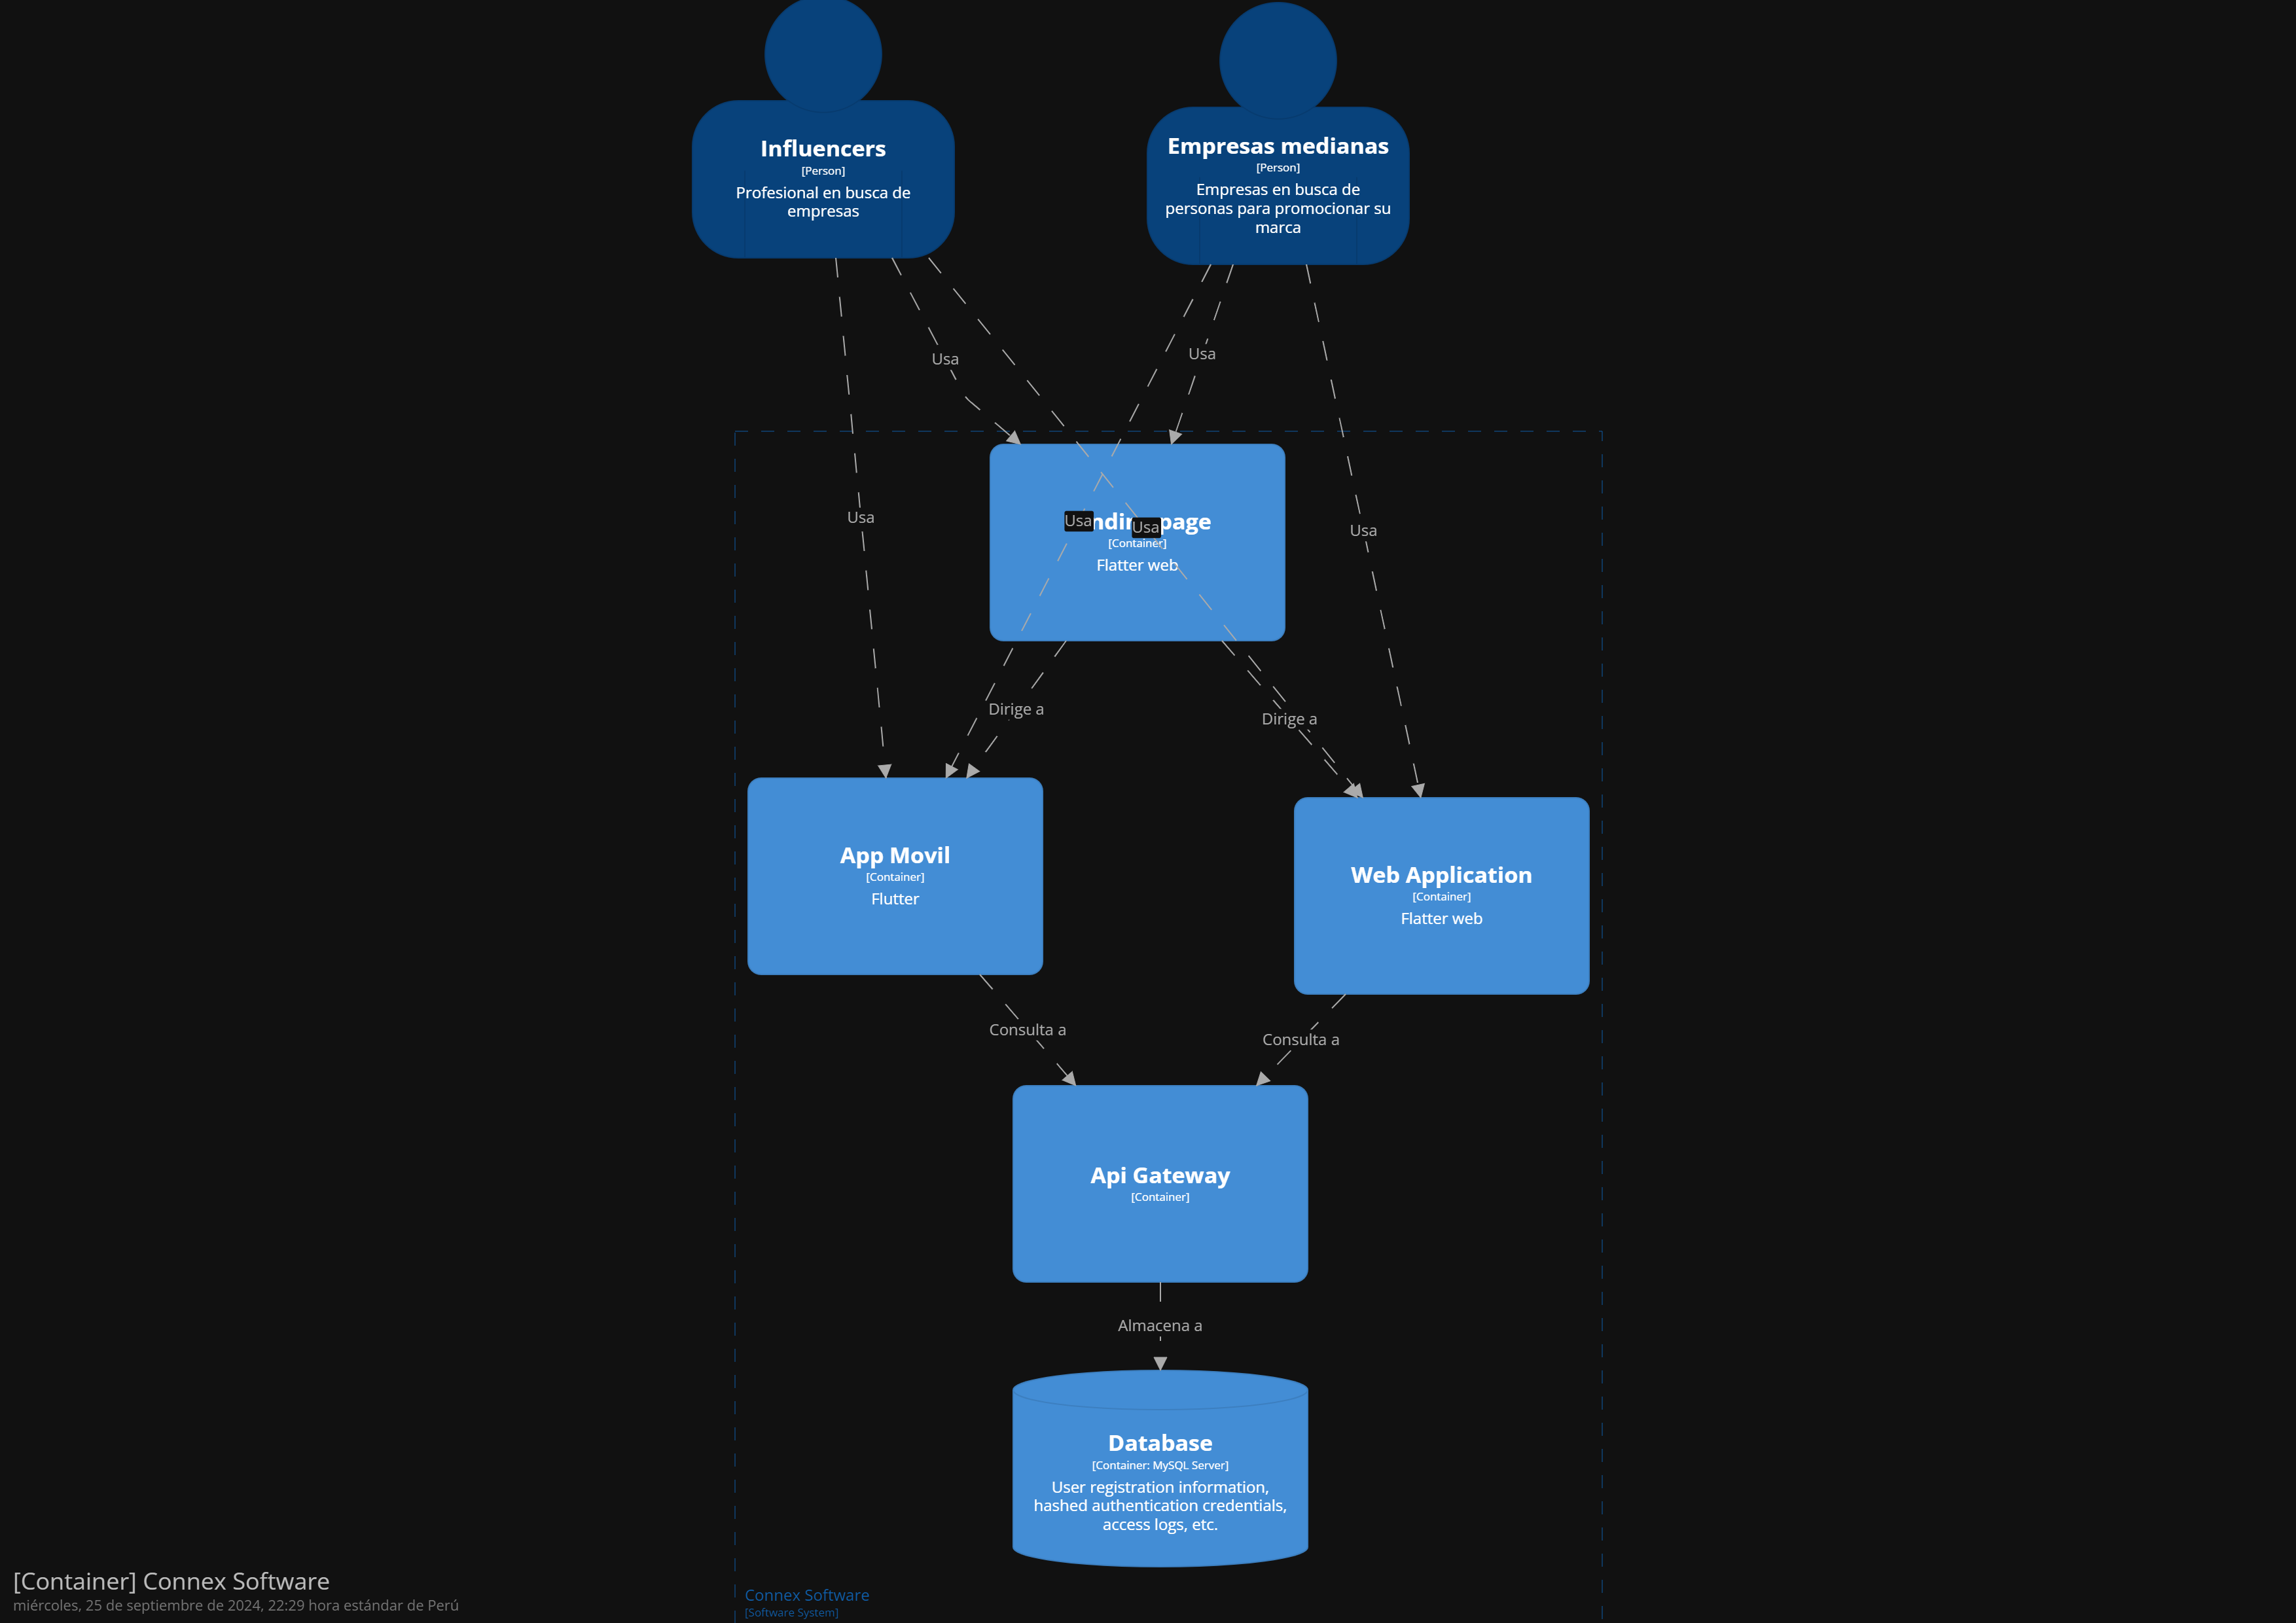 Influencers
[Person]
Profesional en busca de
empresas
Empresas medianas
[Person]
Empresas en busca de
personas para promocionar su
marca
Usa
Usa
Usa
Usa
Usa
Usa
page
[Container]
Flatter web
Dirige a
Dirige a
App Movil
[Container]
Flutter
Web Application
[Container]
Flatter web
Consulta a
Consulta a
Api Gateway
[Container]
Almacena a
Database
[Container: MySQL Server]
User registration information,
hashed authentication credentials,
access logs, etc.
[Container] Connex Software
miércoles, 25 de septiembre de 2024, 22:29 hora estándar de Perú
Connex Software
[Software System]